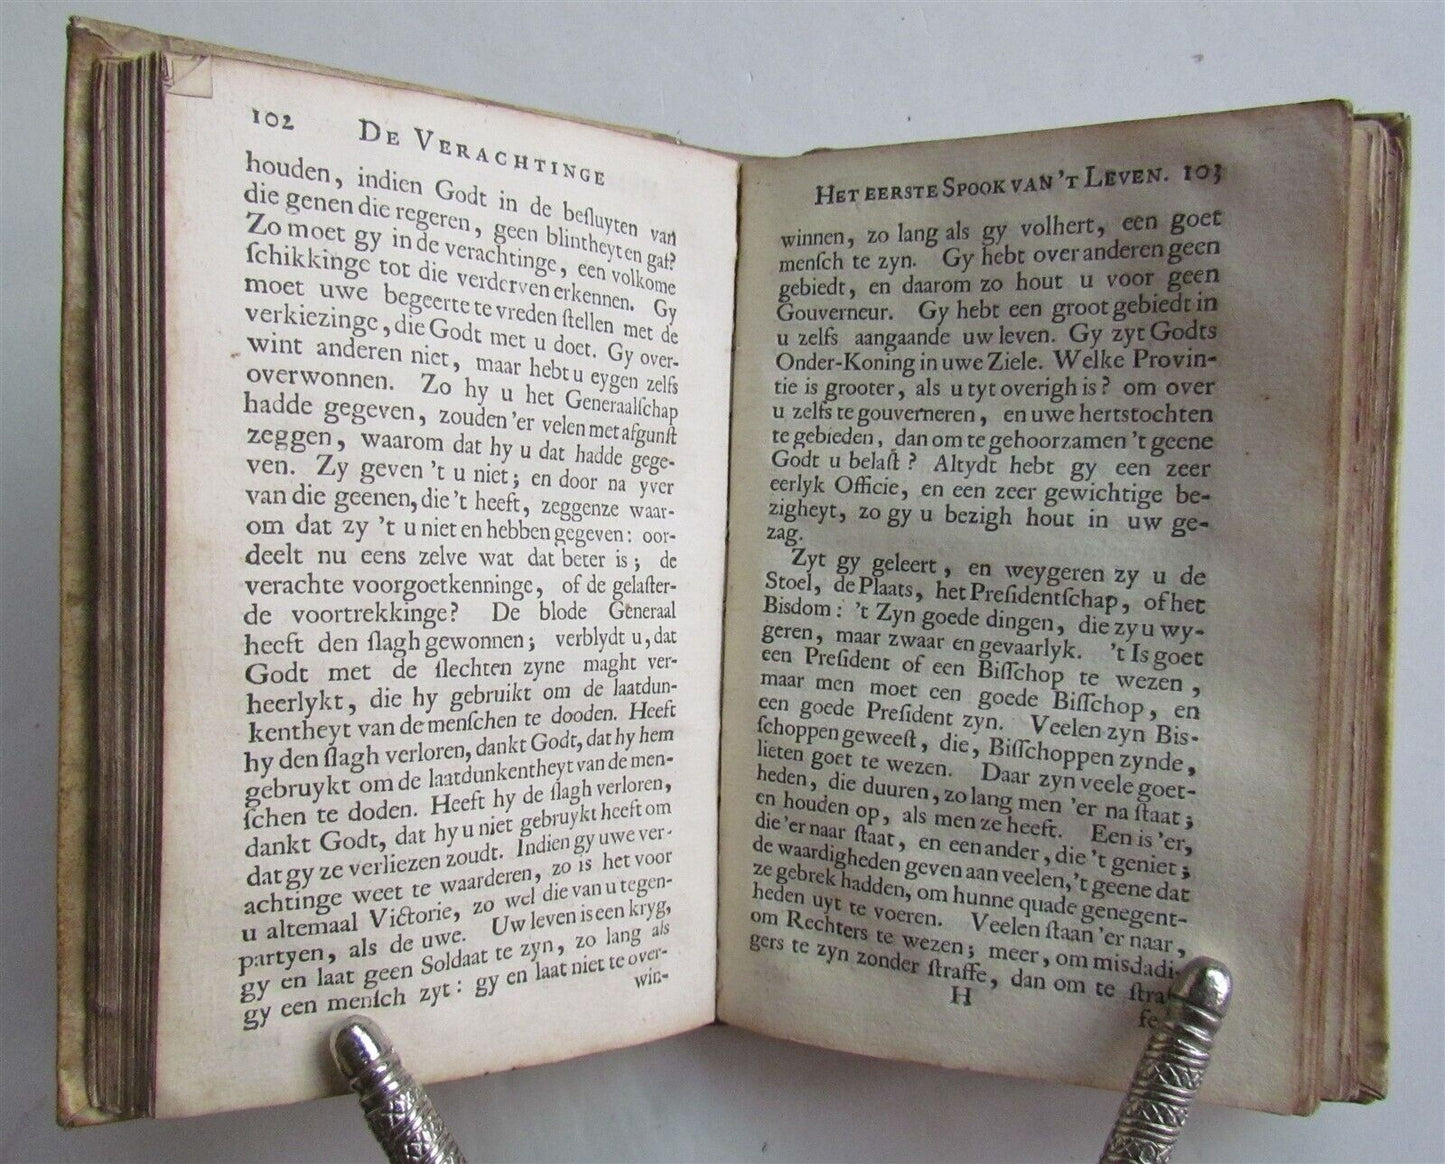 102 DE VERACHTINGE
houden, indien Godt in de beſluyten van
die genen die regeren, geen blintheyt en gaf?
Zo moet gy in de verachtinge, een volkome
ſchikkinge tot die verderven erkennen. Gy
moet uwe begeerte te vreden ſtellen met de
verkiezinge, die Godt met u doet. Gy over-
wint anderen niet, maar hebt u eygen zelfs
overwonnen. Zo hy u het Generaalſchap
hadde gegeven, zouden 'er velen met afgunſt
zeggen, waarom dat hy u dat hadde gege-
ven. Zy geven 't u niet; en door na yver
van die geenen, die 't heeft, zeggen ze waar-
om dat zy 't u niet en hebben gegeven: oor-
deelt nu eens zelve wat dat beter is; de
verachte voorgoetkenninge, of de gelaſter-
de voortrekkinge? De blode Generaal
heeft den ſlagh gewonnen; verblydt u, dat
Godt met de ſlechten zyne maght ver-
heerlykt, die hy gebruikt om de laatdun-
kentheyt van de menſchen te dooden. Heeft
hy den ſlagh verloren, dankt Godt, dat hy hem
gebruykt om de laatdunkentheyt van de men-
ſchen te doden. Heeft hy de ſlagh verloren,
dankt Godt, dat hy u niet gebruykt heeft om
dat gy ze verliezen zoudt. Indien gy uwe ver-
achtinge weet te waarderen, zo is het voor
u altemaal Victorie, zo wel die van u tegen-
partyen, als de uwe. Uw leven is een kryg,
gy en laat geen Soldaat te zyn, zo lang als
gy een menſch zyt: gy en laat niet te over-
win-
HET EERSTE SPOOK VAN 'T LEVEN. 103
winnen, zo lang als gy volhert, een goet
menſch te zyn. Gy hebt over anderen geen
gebiedt, en daarom zo hout u voor geen
Gouverneur. Gy hebt een groot gebiedt in
u zelfs aangaande uw leven. Gy zyt Godts
Onder-Koning in uwe Ziele. Welke Provin-
tie is grooter, als u tyt overigh is? om over
u zelfs te gouverneren, en uwe hertstochten
te gebieden, dan om te gehoorzamen 't geene
Godt u belaſt? Altydt hebt gy een zeer
eerlyk Officie, en een zeer gewichtige be-
zigheyt, zo gy u bezigh hout in uw ge-
zag.
Zyt gy geleert, en weygeren zy u de
Stoel, de Plaats, het Preſidentſchap, of het
Bisdom: 't Zyn goede dingen, die zy u wy-
geren, maar zwaar en gevaarlyk. 't Is goet
een Preſident of een Biſſchop te wezen,
maar men moet een goede Biſſchop, en
een goede Preſident zyn. Veelen zyn Bis-
ſchoppen geweeſt, die, Biſſchoppen zynde,
lieten goet te wezen. Daar zyn veele goet-
heden, die duuren, zo lang men 'er na ſtaat;
en houden op, als men ze heeft. Een is 'er,
die 'er naar ſtaat, en een ander, die 't geniet;
de waardigheden geven aan veelen, 't geene dat
ze gebrek hadden, om hunne quade genegent-
heden uyt te voeren. Veelen ſtaan 'er naar,
om Rechters te wezen; meer, om misdadi-
gers te zyn zonder ſtraffe, dan om te ſtraf-
H
fe